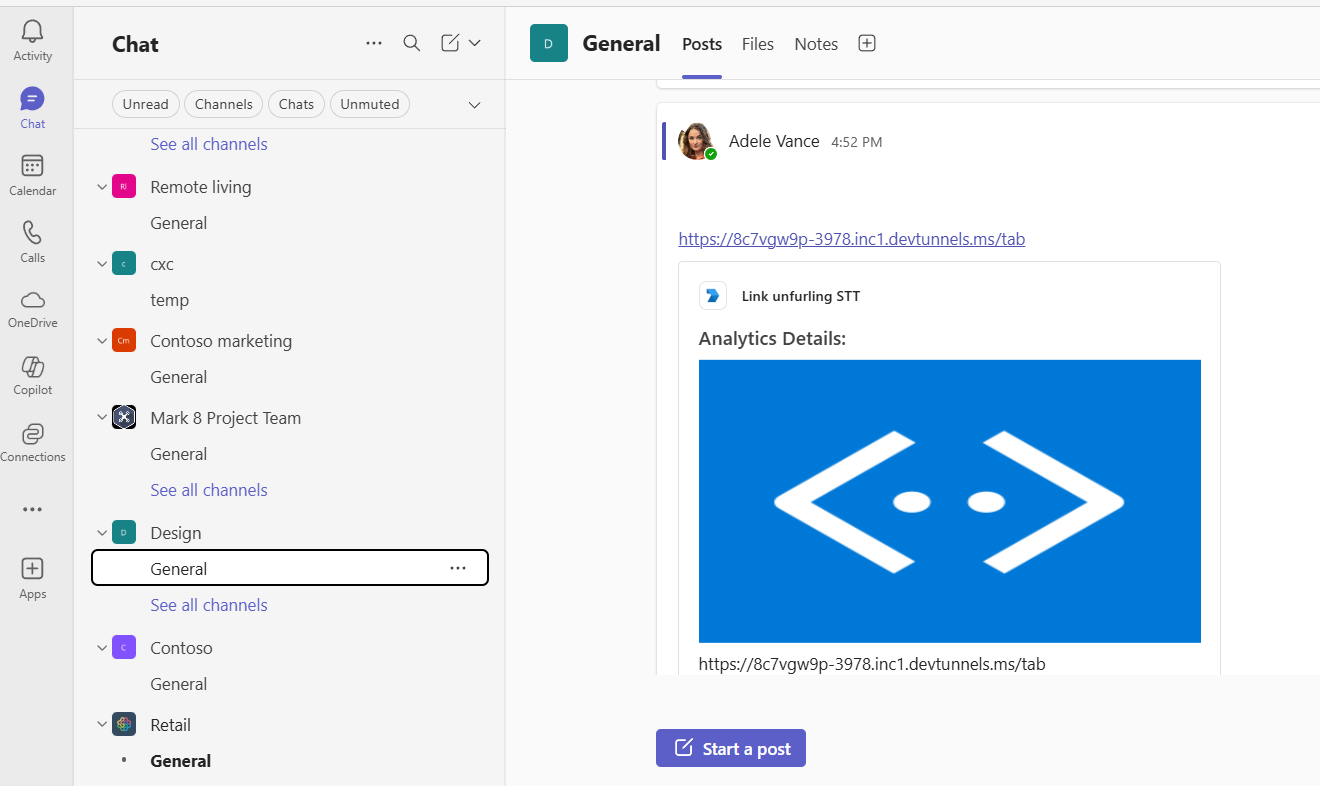 Activity
Chat
Calendar
Calls
OneDrive
Copilot
Connections
Apps
Chat
Unread Channels Chats Unmuted
See all channels
RI Remote living
General
c cxc
temp
Cm Contoso marketing
General
Mark 8 Project Team
General
See all channels
D Design
General
See all channels
C Contoso
General
Retail
General
D General Posts Files Notes
Adele Vance 4:52 PM
https://8c7vgw9p-3978.inc1.devtunnels.ms/tab
Link unfurling STT
Analytics Details:
https://8c7vgw9p-3978.inc1.devtunnels.ms/tab
Start a post